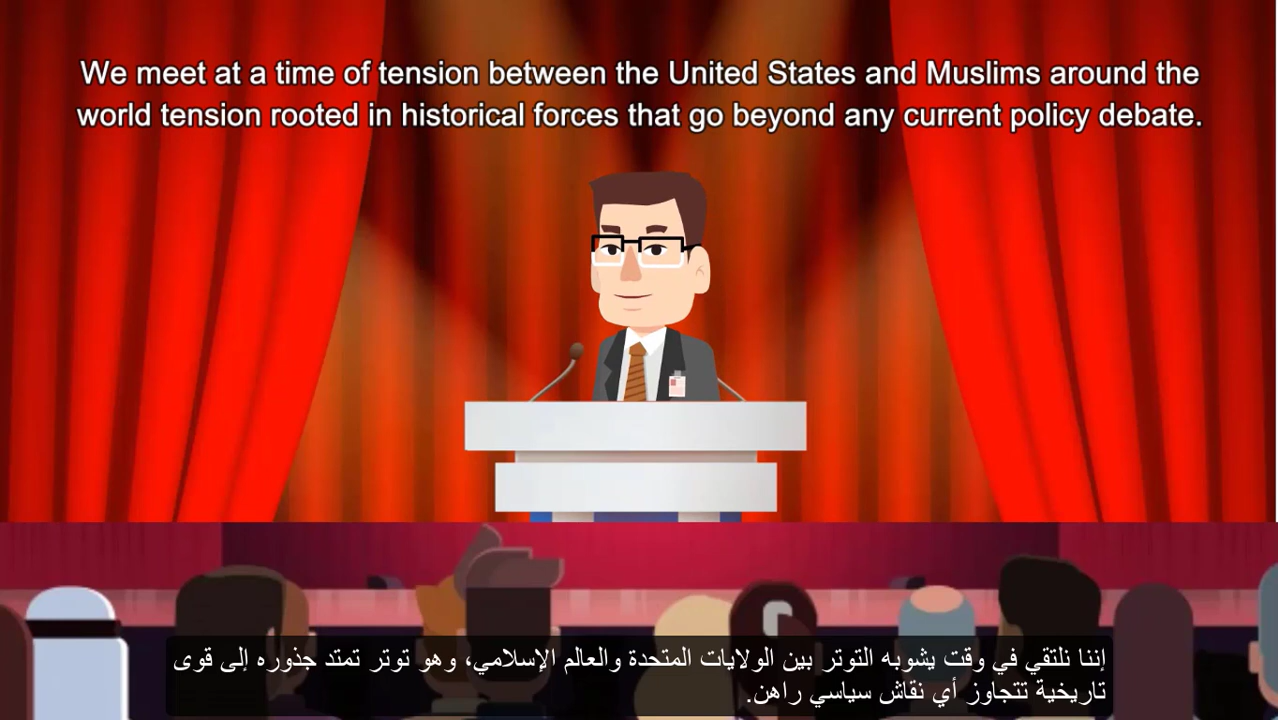 We meet at a time of tension between the United States and Muslims around the
world tension rooted in historical forces that go beyond any current policy debate.
إننا نلتقي في وقت يشوبه التوتر بين الولايات المتحدة والعالم الإسلامي، وهو توتر تمتد جذوره إلى قوى
تاريخية تتجاوز أي نقاش سياسي راهن.